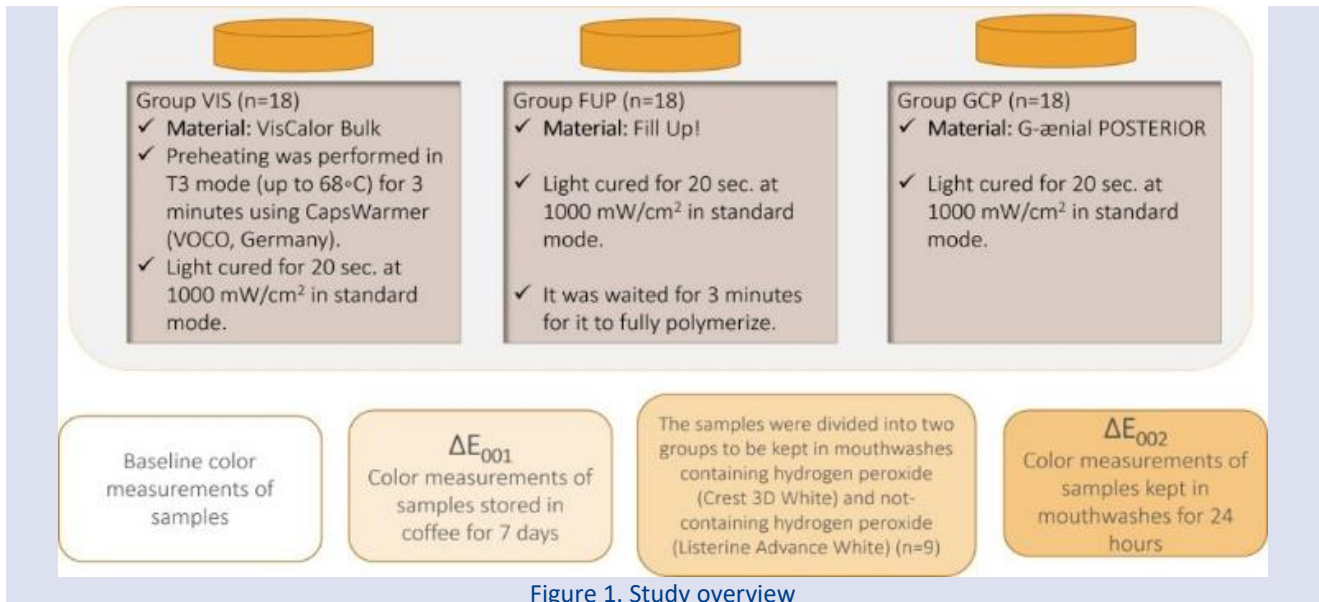 Group VIS (n=18)
✓ Material: VisCalor Bulk
✓ Preheating was performed in
T3 mode (up to 68∘C) for 3
minutes using CapsWarmer
(VOCO, Germany).
✓ Light cured for 20 sec. at
1000 mW/cm² in standard
mode.
Group FUP (n=18)
✓ Material: Fill Up!
✓ Light cured for 20 sec. at
1000 mW/cm² in standard
mode.
✓ It was waited for 3 minutes
for it to fully polymerize.
Group GCP (n=18)
✓ Material: G-ænial POSTERIOR
✓ Light cured for 20 sec. at
1000 mW/cm² in standard
mode.
Baseline color
measurements of
samples
ΔE₀₀₁
Color measurements of
samples stored in
coffee for 7 days
The samples were divided into two
groups to be kept in mouthwashes
containing hydrogen peroxide
(Crest 3D White) and not-
containing hydrogen peroxide
(Listerine Advance White) (n=9)
ΔE₀₀₂
Color measurements of
samples kept in
mouthwashes for 24
hours
Figure 1. Study overview